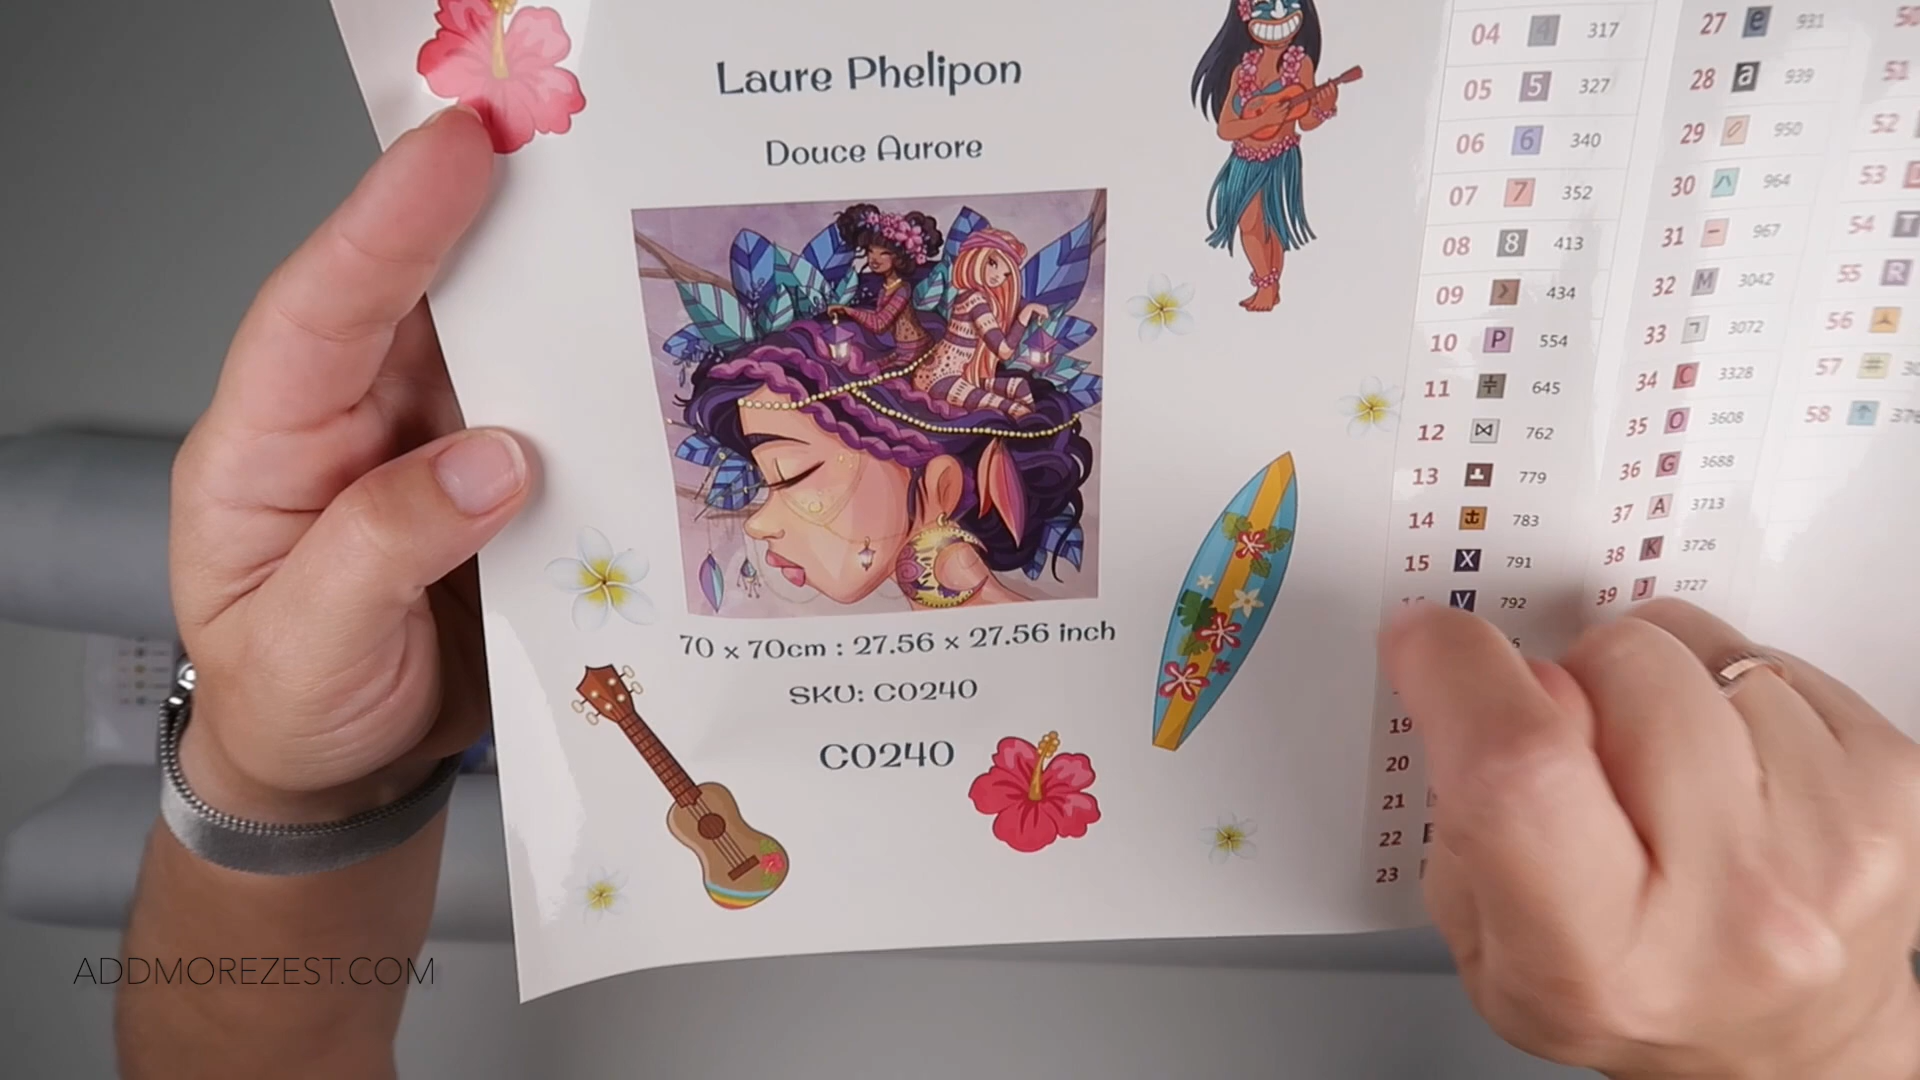 Laure Phelipon
Douce Aurore
70 x 70cm : 27.56 x 27.56 inch
SKU: C0240
C0240
04 4 317
05 5 327
06 6 340
07 7 352
08 8 413
09 434
10 P 554
11 645
12 762
13 779
14 783
15 X 791
V 792
19
20
21
22
23
27 e 931
28 a 939
29 950
30 964
31 967
32 M 3042
33 3072
34 C 3328
35 O 3608
36 G 3688
37 A 3713
38 K 3726
39 J 3727
50
51
52
53
54 T
55 R
56
57
58
ADDMOREZEST.COM